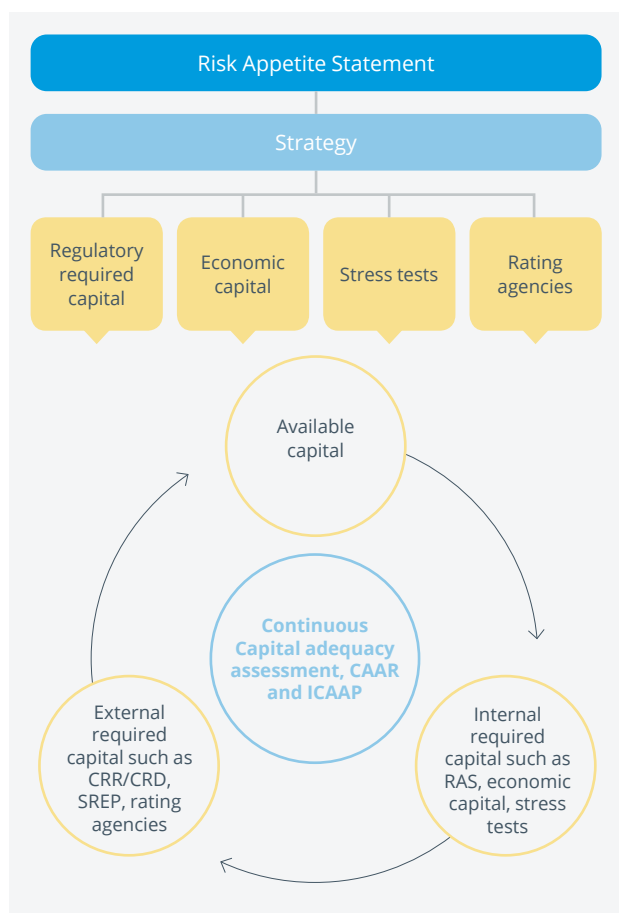 Risk Appetite Statement
Strategy
Regulatory
required
capital
Economic
capital
Stress tests
Rating
agencies
Available
capital
Continuous
Capital adequacy
assessment, CAAR
and ICAAP
External
required
capital such as
CRR/CRD,
SREP, rating
agencies
Internal
required
capital such as
RAS, economic
capital, stress
tests